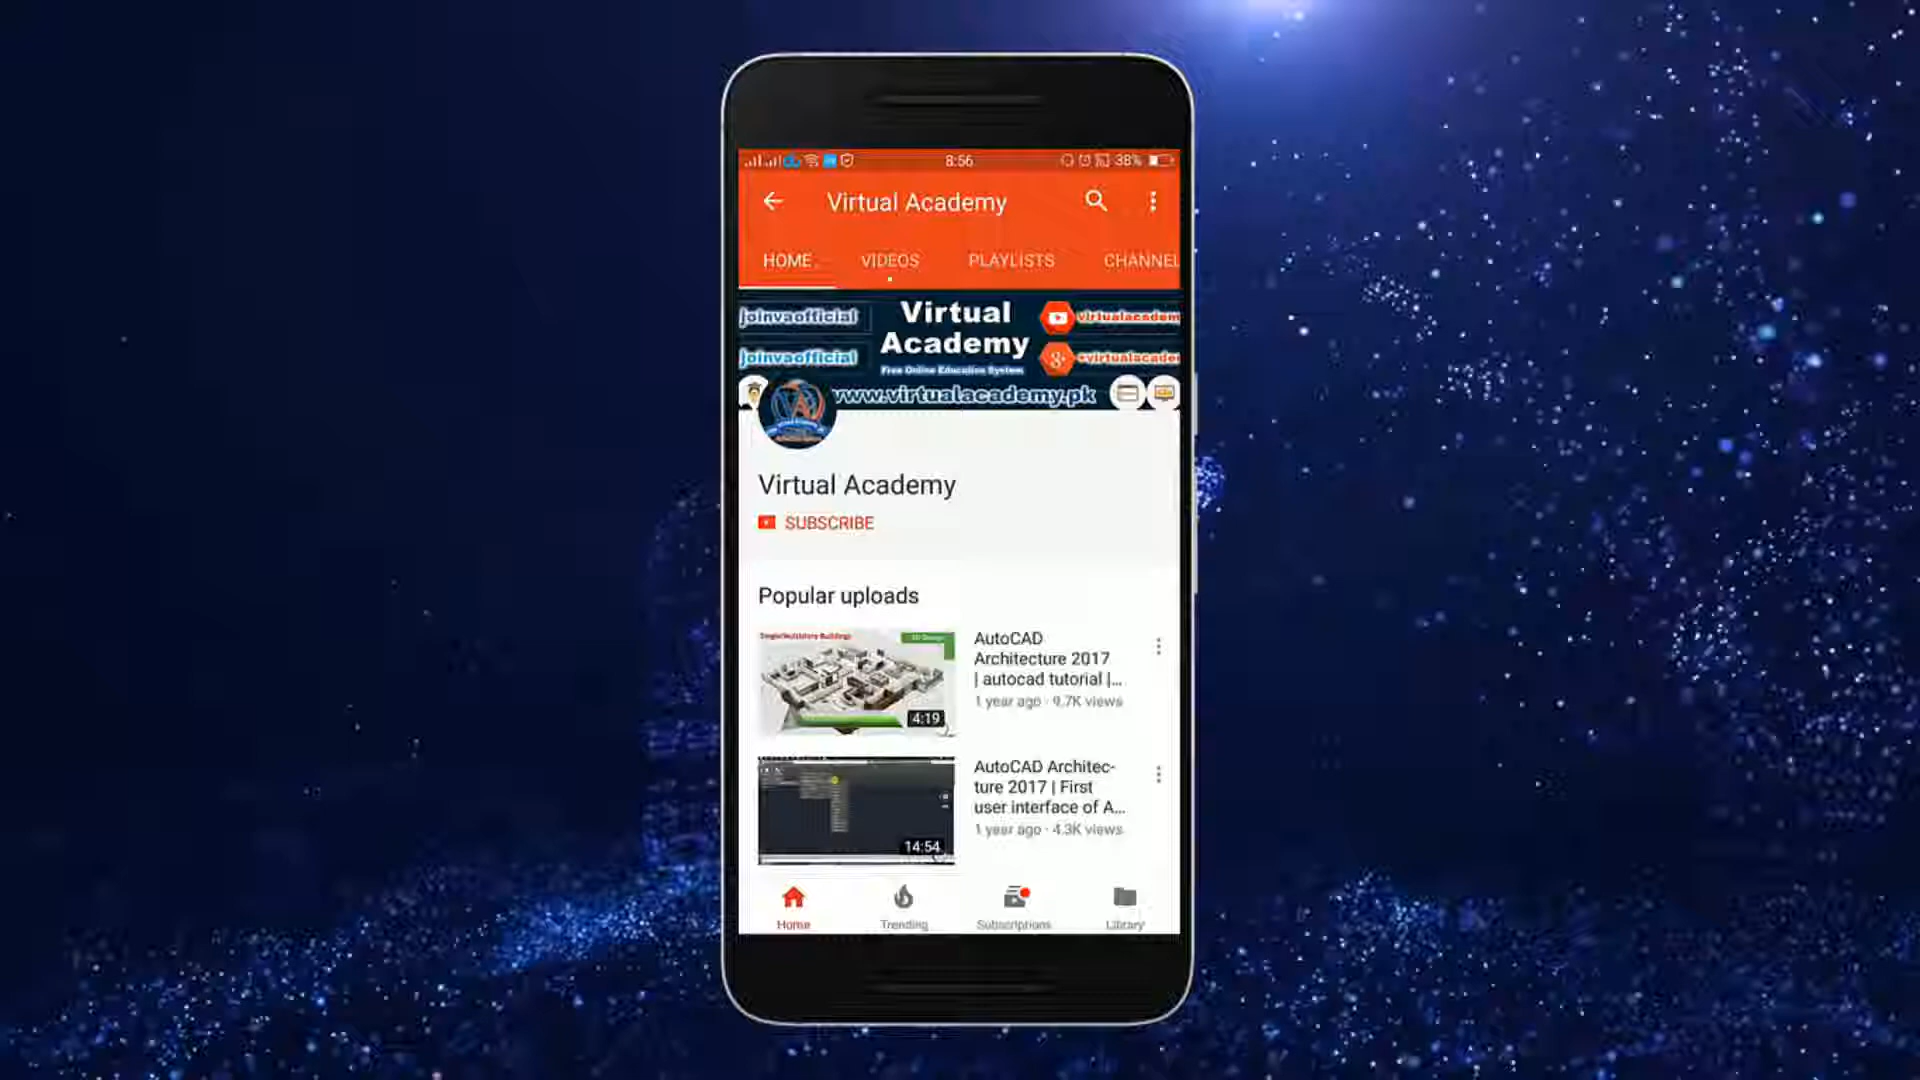 8:56
38%
Virtual Academy
HOME
VIDEOS
PLAYLISTS
CHANNEL
joinvaofficial
Virtual
Academy
joinvaofficial
Free Online Education System
www.virtualacademy.pk
Virtual Academy
SUBSCRIBE
Popular uploads
AutoCAD
Architecture 2017
| autocad tutorial |...
1 year ago · 9.7K views
4:19
AutoCAD Architec-
ture 2017 | First
user interface of A...
1 year ago · 4.3K views
14:54
Home
Trending
Subscriptions
Library